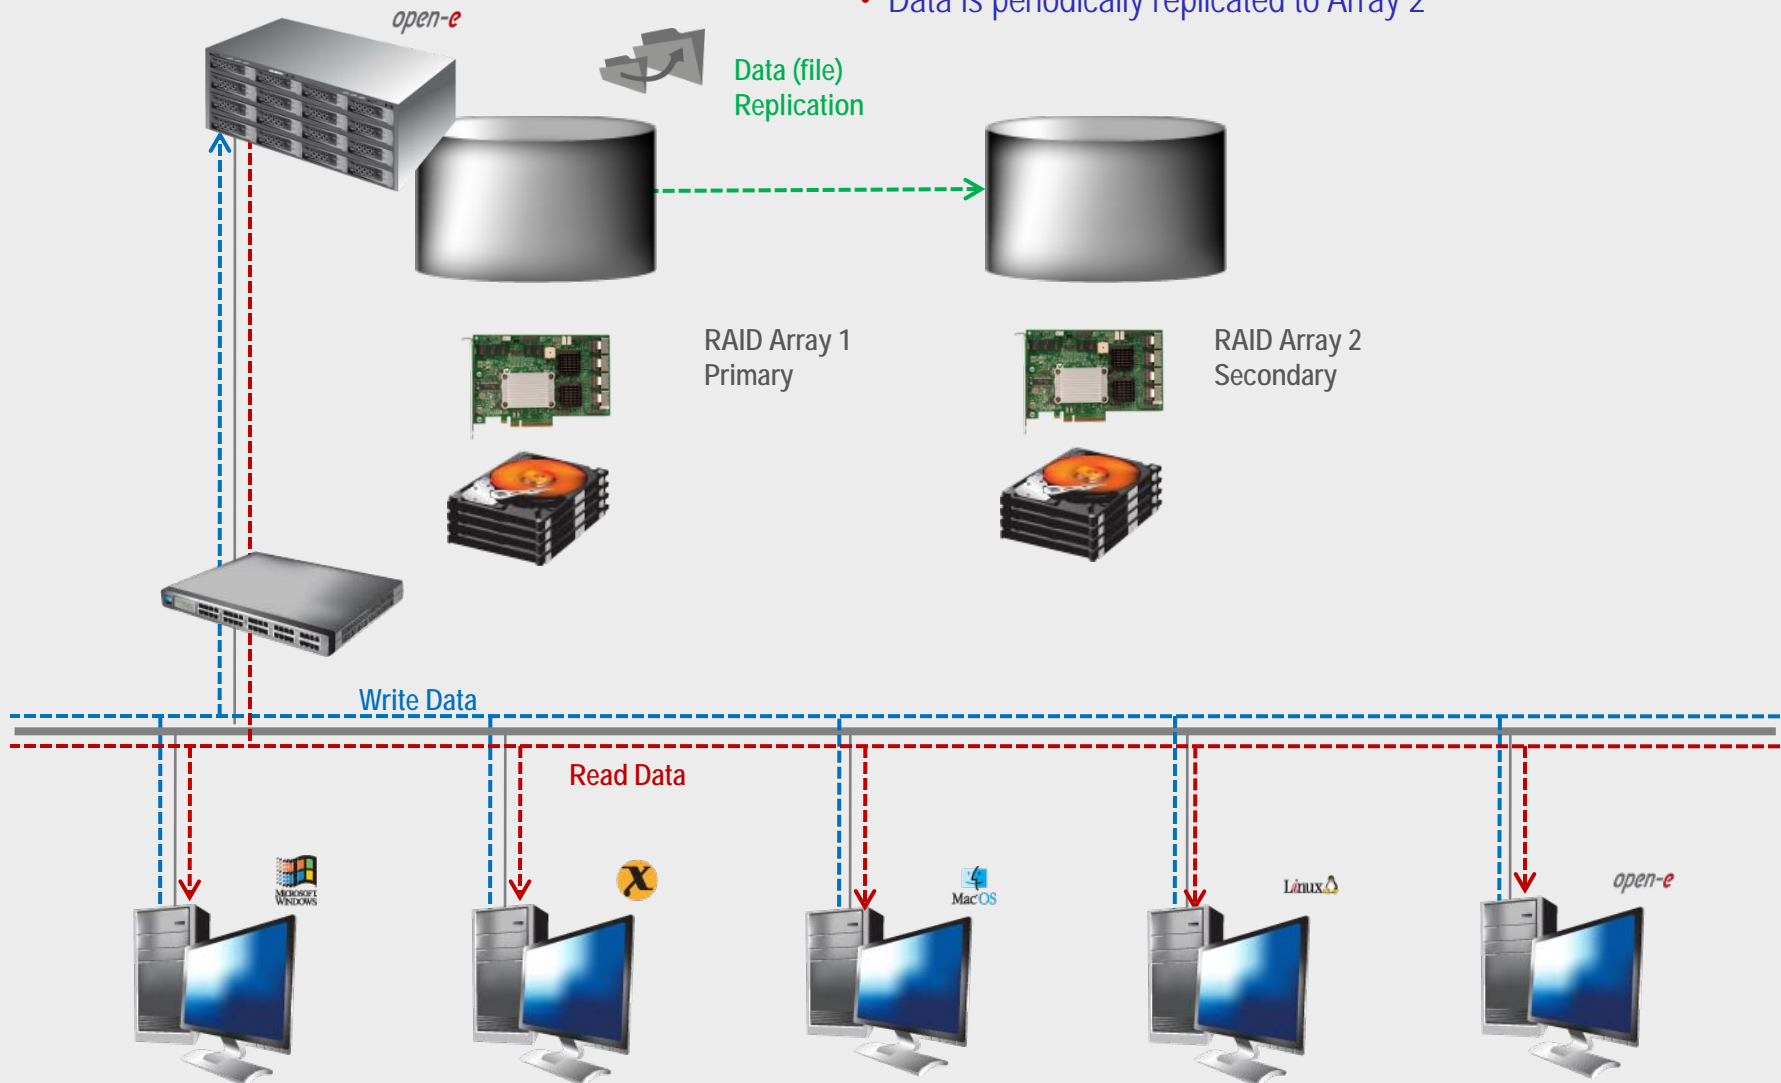 open-e
• Data is periodically replicated to Array 2
Data (file)
Replication
RAID Array 1
Primary
RAID Array 2
Secondary
Write Data
Read Data
MICROSOFT
WINDOWS
X
Mac OS
Linux
open-e